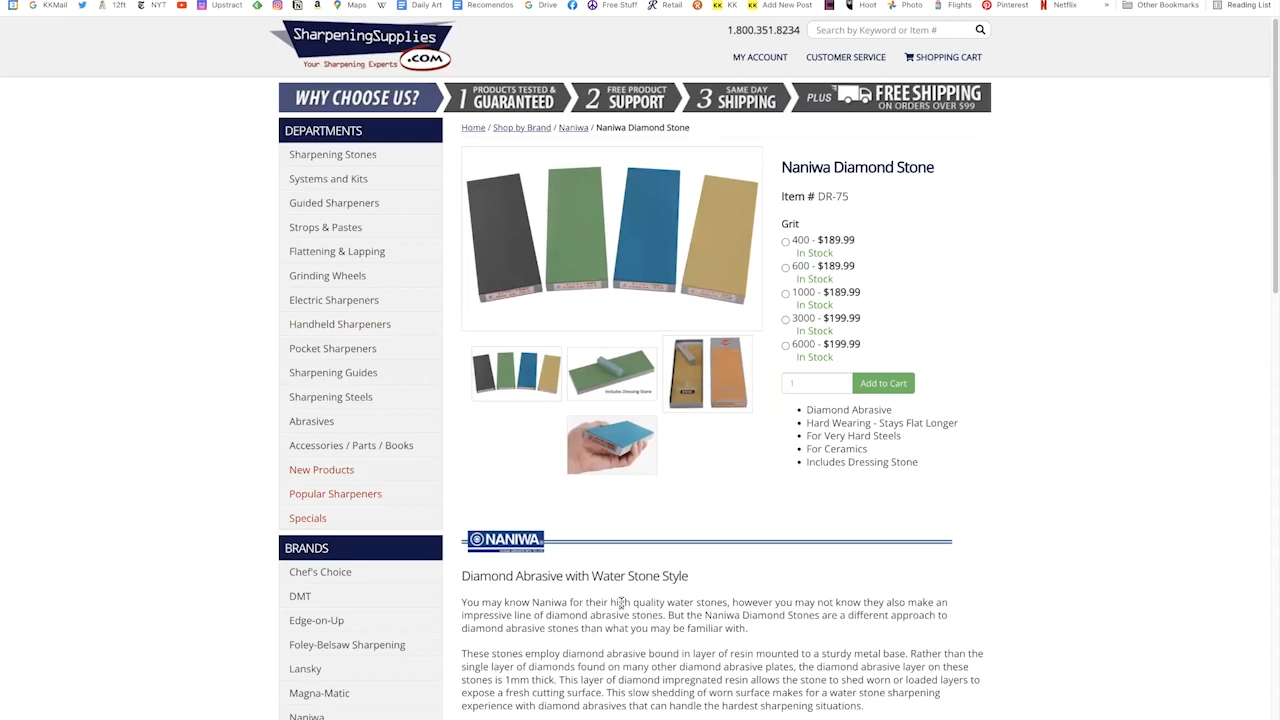 GKKMail
12ft
NYT
Upstract
Maps
Daily Art
Recomendos
Drive
Free Stuff
Retail
KK
Add New Post
Hoot
Photo
Flights
Pinterest
Netflix
»
Other Bookmarks
Reading List
SharpeningSupplies
.COM
Your Sharpening Experts
1.800.351.8234
Search by Keyword or Item #
MY ACCOUNT
CUSTOMER SERVICE
SHOPPING CART
WHY CHOOSE US?
1 PRODUCTS TESTED & GUARANTEED
2 FREE PRODUCT SUPPORT
3 SAME DAY SHIPPING
PLUS FREE SHIPPING ON ORDERS OVER $99
DEPARTMENTS
Sharpening Stones
Systems and Kits
Guided Sharpeners
Strops & Pastes
Flattening & Lapping
Grinding Wheels
Electric Sharpeners
Handheld Sharpeners
Pocket Sharpeners
Sharpening Guides
Sharpening Steels
Abrasives
Accessories / Parts / Books
New Products
Popular Sharpeners
Specials
BRANDS
Chef's Choice
DMT
Edge-on-Up
Foley-Belsaw Sharpening
Lansky
Magna-Matic
Naniwa
Home / Shop by Brand / Naniwa / Naniwa Diamond Stone
Includes Dressing Stone
Naniwa Diamond Stone
Item # DR-75
Grit
400 - $189.99
In Stock
600 - $189.99
In Stock
1000 - $189.99
In Stock
3000 - $199.99
In Stock
6000 - $199.99
In Stock
1
Add to Cart
• Diamond Abrasive
• Hard Wearing - Stays Flat Longer
• For Very Hard Steels
• For Ceramics
• Includes Dressing Stone
NANIWA
Diamond Abrasive with Water Stone Style
You may know Naniwa for their high quality water stones, however you may not know they also make an
impressive line of diamond abrasive stones. But the Naniwa Diamond Stones are a different approach to
diamond abrasive stones than what you may be familiar with.
These stones employ diamond abrasive bound in layer of resin mounted to a sturdy metal base. Rather than the
single layer of diamonds found on many other diamond abrasive plates, the diamond abrasive layer on these
stones is 1mm thick. This layer of diamond impregnated resin allows the stone to shed worn or loaded layers to
expose a fresh cutting surface. This slow shedding of worn surface makes for a water stone sharpening
experience with diamond abrasives that can handle the hardest sharpening situations.